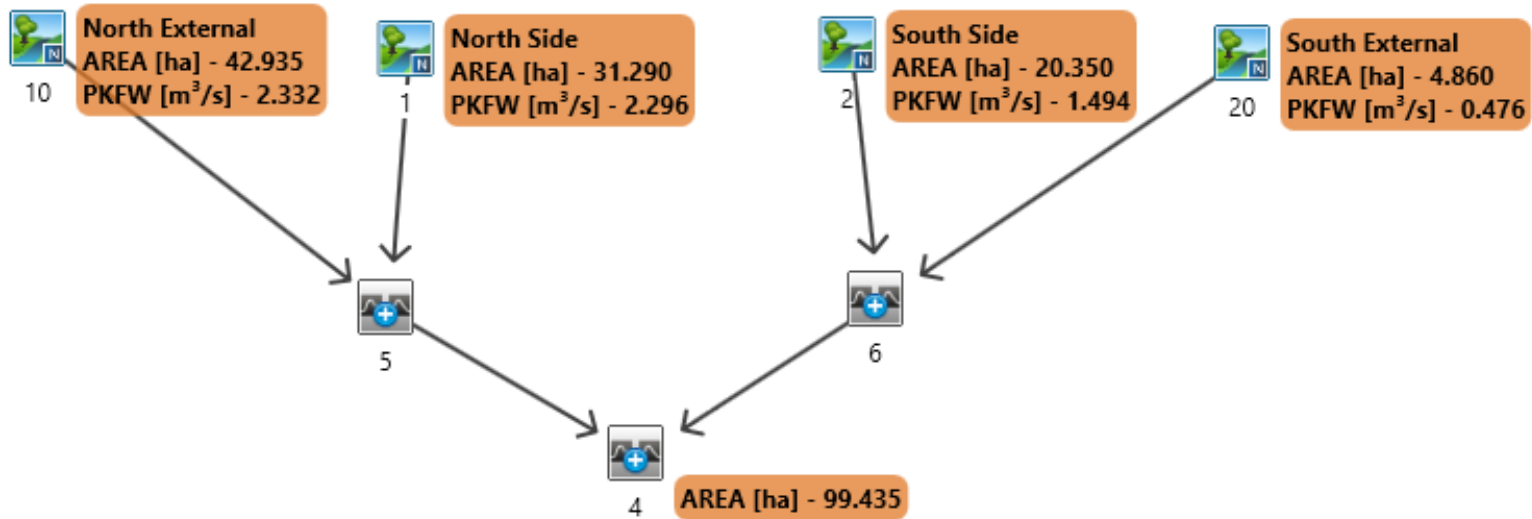 North External
AREA [ha] - 42.935
PKFW [m³/s] - 2.332
N
10
North Side
AREA [ha] - 31.290
PKFW [m³/s] - 2.296
N
1
South Side
AREA [ha] - 20.350
PKFW [m³/s] - 1.494
N
2
South External
AREA [ha] - 4.860
PKFW [m³/s] - 0.476
N
20
5
6
4
AREA [ha] - 99.435